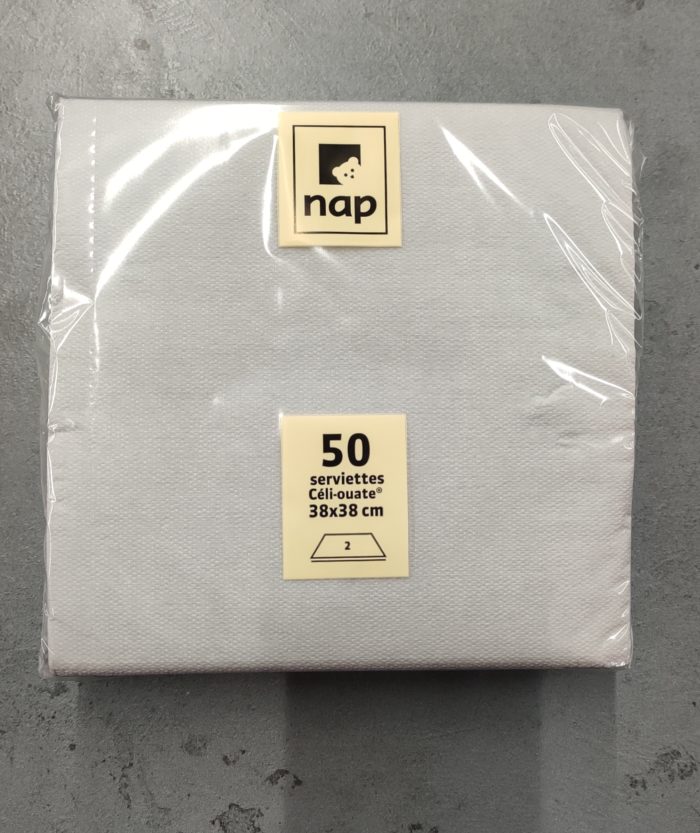 nap
50
serviettes
Céli-ouate®
38x38 cm
2